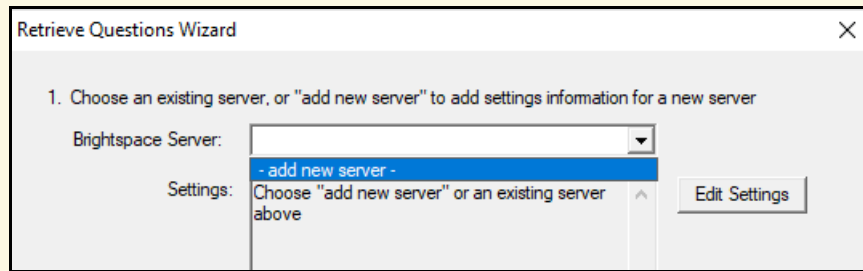 Retrieve Questions Wizard
1. Choose an existing server, or "add new server" to add settings information for a new server
Brightspace Server:
- add new server -
Settings:
Choose "add new server" or an existing server
above
Edit Settings